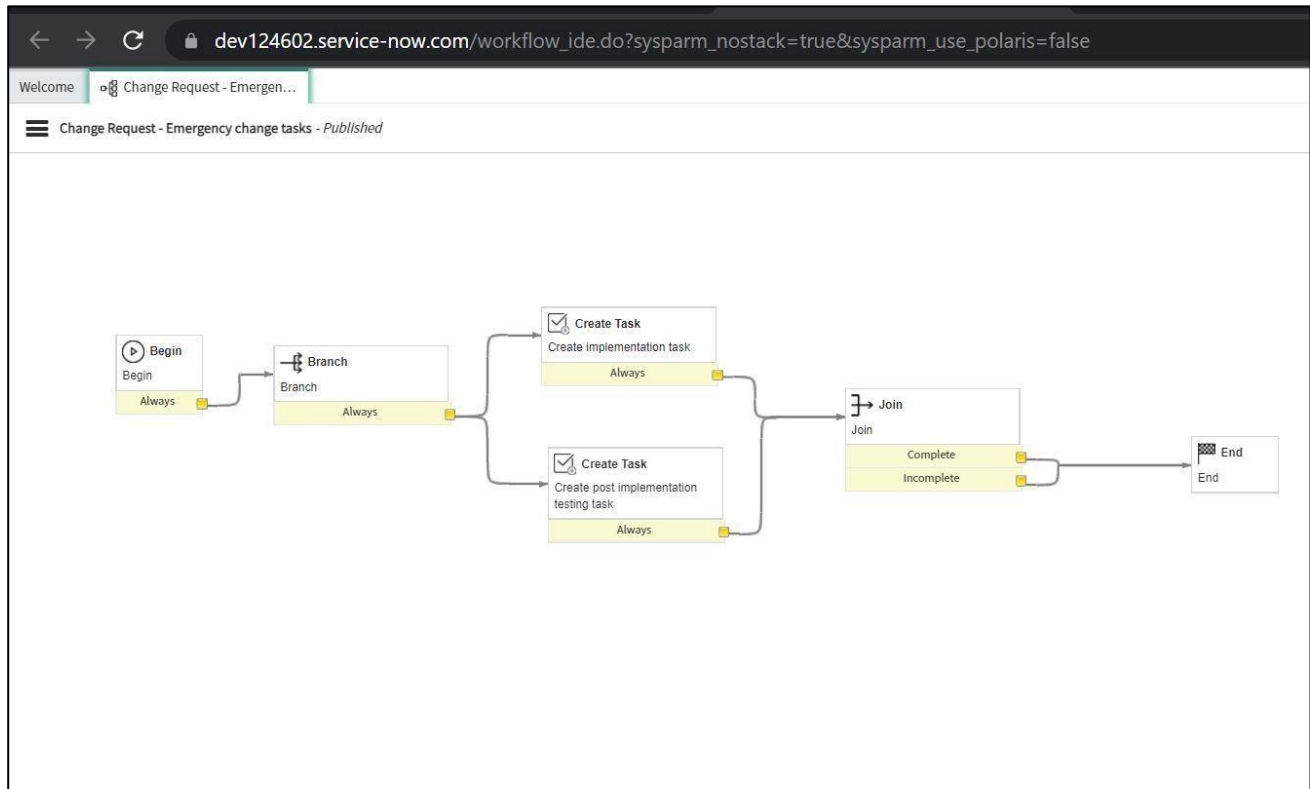 dev124602.service-now.com/workflow_ide.do?sysparm_nostack=true&sysparm_use_polaris=false
Welcome
Change Request - Emergen...
Change Request - Emergency change tasks - Published
Begin
Begin
Always
Branch
Branch
Always
Create Task
Create implementation task
Always
Create Task
Create post implementation
testing task
Always
Join
Join
Complete
Incomplete
End
End